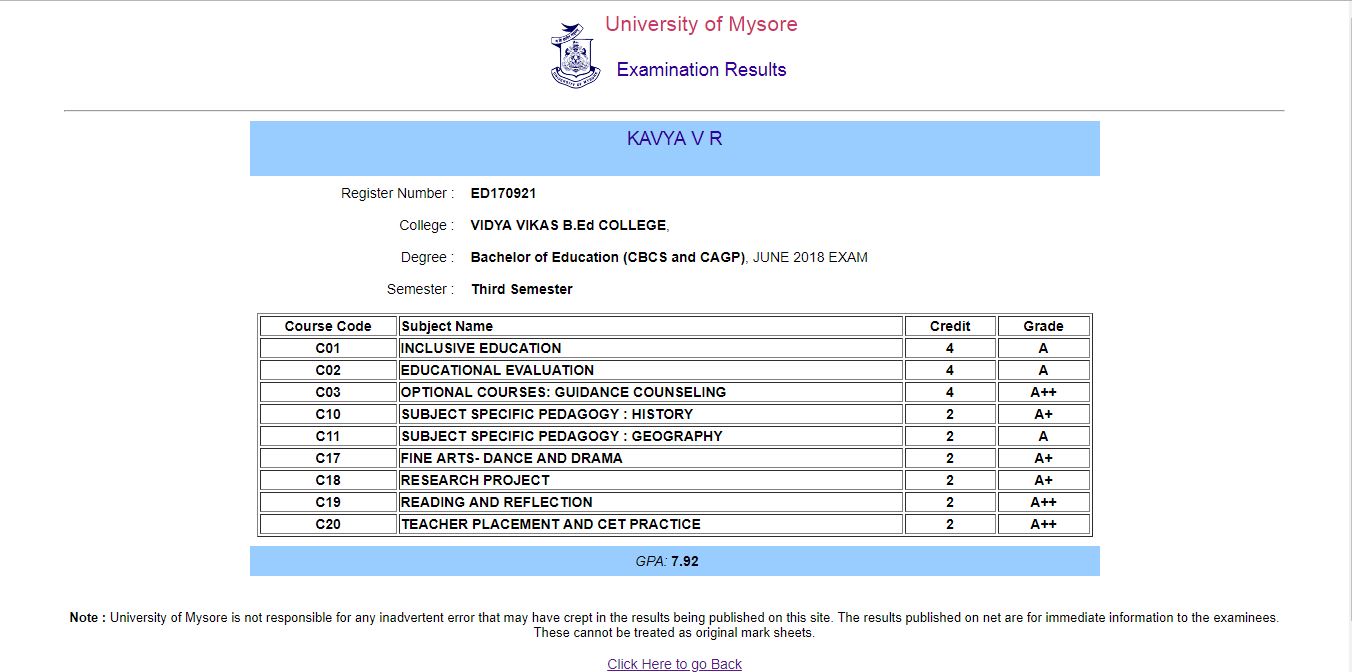 University of Mysore
Examination Results
UNIVERSITY OF MYSORE
KAVYA V R
Register Number : ED170921
College : VIDYA VIKAS B.Ed COLLEGE,
Degree : Bachelor of Education (CBCS and CAGP), JUNE 2018 EXAM
Semester : Third Semester
Course Code Subject Name Credit Grade
C01 INCLUSIVE EDUCATION 4 A
C02 EDUCATIONAL EVALUATION 4 A
C03 OPTIONAL COURSES: GUIDANCE COUNSELING 4 A++
C10 SUBJECT SPECIFIC PEDAGOGY : HISTORY 2 A+
C11 SUBJECT SPECIFIC PEDAGOGY : GEOGRAPHY 2 A
C17 FINE ARTS- DANCE AND DRAMA 2 A+
C18 RESEARCH PROJECT 2 A+
C19 READING AND REFLECTION 2 A++
C20 TEACHER PLACEMENT AND CET PRACTICE 2 A++
GPA: 7.92
Note : University of Mysore is not responsible for any inadvertent error that may have crept in the results being published on this site. The results published on net are for immediate information to the examinees.
These cannot be treated as original mark sheets.
Click Here to go Back